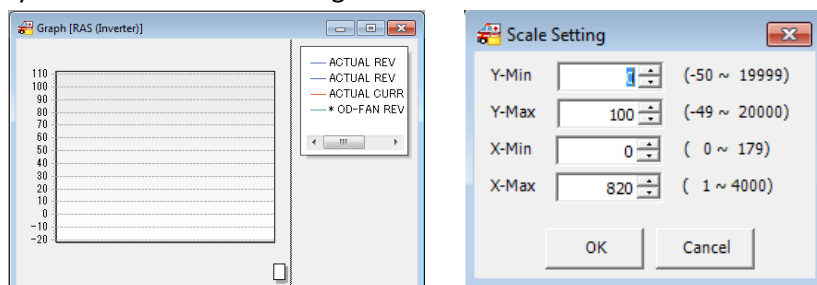 Graph [RAS (Inverter)]
ACTUAL REV
ACTUAL REV
ACTUAL CURR
* OD-FAN REV
110
100
90
80
70
60
50
40
30
20
10
0
-10
-20
Scale Setting
Y-Min (-50 ~ 19999)
Y-Max 100 (-49 ~ 20000)
X-Min 0 ( 0 ~ 179)
X-Max 820 ( 1 ~ 4000)
OK Cancel